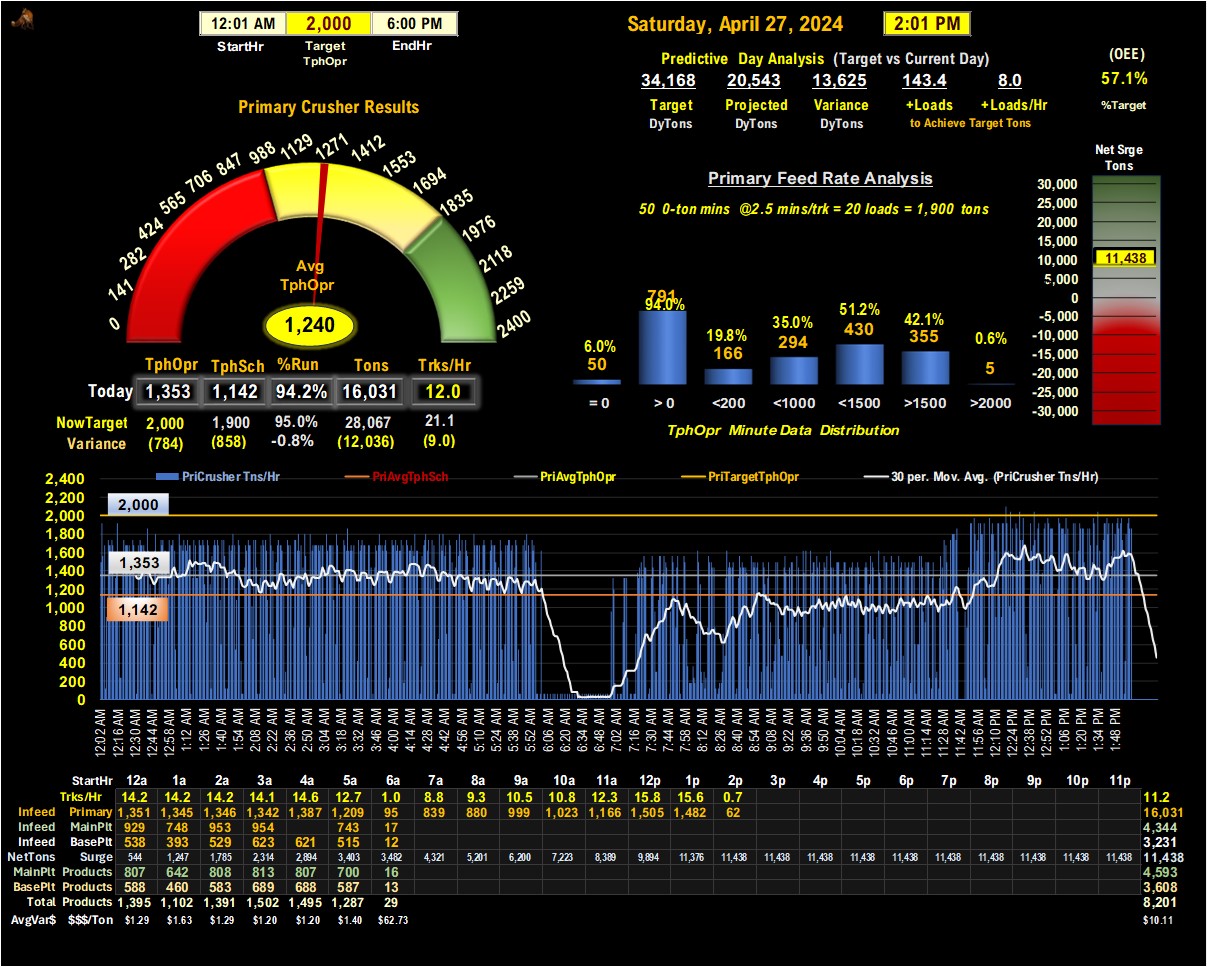 12:01 AM 2,000 6:00 PM
StartHr Target EndHr
TphOpr
Saturday, April 27, 2024 2:01 PM
Predictive Day Analysis (Target vs Current Day)
34,168 20,543 13,625 143.4 8.0
Target Projected Variance +Loads +Loads/Hr
DyTons DyTons DyTons to Achieve Target Tons
(OEE)
57.1%
%Target
Primary Crusher Results
0 141 282 424 565 706 847 988 1129 1271 1412 1553 1694 1835 1976 2118 2259 2400
Avg
TphOpr
1,240
TphOpr TphSch %Run Tons Trks/Hr
Today 1,353 1,142 94.2% 16,031 12.0
NowTarget 2,000 1,900 95.0% 28,067 21.1
Variance (784) (858) -0.8% (12,036) (9.0)
Primary Feed Rate Analysis
50 0-ton mins @2.5 mins/trk = 20 loads = 1,900 tons
6.0% 94.0% 19.8% 35.0% 51.2% 42.1% 0.6%
50 791 166 294 430 355 5
= 0 > 0 <200 <1000 <1500 >1500 >2000
TphOpr Minute Data Distribution
Net Srge
Tons
30,000
25,000
20,000
15,000
10,000
5,000
0
-5,000
-10,000
-15,000
-20,000
-25,000
-30,000
11,438
PriCrusher Tns/Hr PriAvgTphSch PriAvgTphOpr PriTargetTphOpr 30 per. Mov. Avg. (PriCrusher Tns/Hr)
2,400
2,200
2,000
1,800
1,600
1,400
1,200
1,000
800
600
400
200
0
2,000
1,353
1,142
12:02 AM 12:16 AM 12:30 AM 12:44 AM 12:58 AM 1:12 AM 1:26 AM 1:40 AM 1:54 AM 2:08 AM 2:22 AM 2:36 AM 2:50 AM 3:04 AM 3:18 AM 3:32 AM 3:46 AM 4:00 AM 4:14 AM 4:28 AM 4:42 AM 4:56 AM 5:10 AM 5:24 AM 5:38 AM 5:52 AM 6:06 AM 6:34 AM 6:48 AM 7:02 AM 7:16 AM 7:30 AM 7:44 AM 7:58 AM 8:12 AM 8:26 AM 8:40 AM 8:54 AM 9:08 AM 9:22 AM 9:36 AM 9:50 AM 10:04 AM 10:18 AM 10:32 AM 10:46 AM 11:00 AM 11:14 AM 11:28 AM 11:42 AM 11:56 AM 12:10 PM 12:24 PM 12:38 PM 12:52 PM 1:06 PM 1:20 PM 1:34 PM 1:48 PM
StartHr 12a 1a 2a 3a 4a 5a 6a 7a 8a 9a 10a 11a 12p 1p 2p 3p 4p 5p 6p 7p 8p 9p 10p 11p
Trks/Hr 14.2 14.2 14.2 14.1 14.6 12.7 1.0 8.8 9.3 10.5 10.8 12.3 15.8 15.6 0.7 11.2
Infeed Primary 1,351 1,345 1,346 1,342 1,387 1,209 95 839 880 999 1,023 1,166 1,505 1,482 62 16,031
Infeed MainPlt 929 748 953 954 743 17 4,344
Infeed BasePlt 538 393 529 623 621 515 12 3,231
NetTons Surge 544 1,247 1,785 2,314 2,894 3,403 3,482 4,321 5,201 6,200 7,223 8,389 9,894 11,376 11,438 11,438 11,438 11,438 11,438 11,438 11,438 11,438 11,438 11,438 11,438
MainPlt Products 807 642 808 813 807 700 16 4,593
BasePlt Products 588 460 583 689 688 587 13 3,608
Total Products 1,395 1,102 1,391 1,502 1,495 1,287 29 8,201
AvgVar$ $$$/Ton $1.29 $1.63 $1.29 $1.20 $1.20 $1.40 $62.73 $10.11